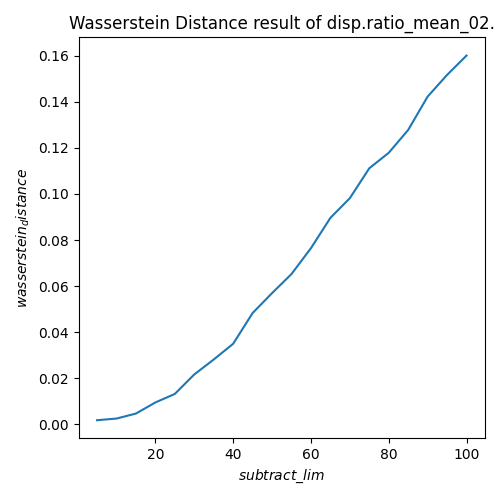 Wasserstein Distance result of disp.ratio_mean_02.
0.16
0.14
0.12
0.10
0.08
0.06
0.04
0.02
0.00
wasserstein_distance
20 40 60 80 100
subtract_lim